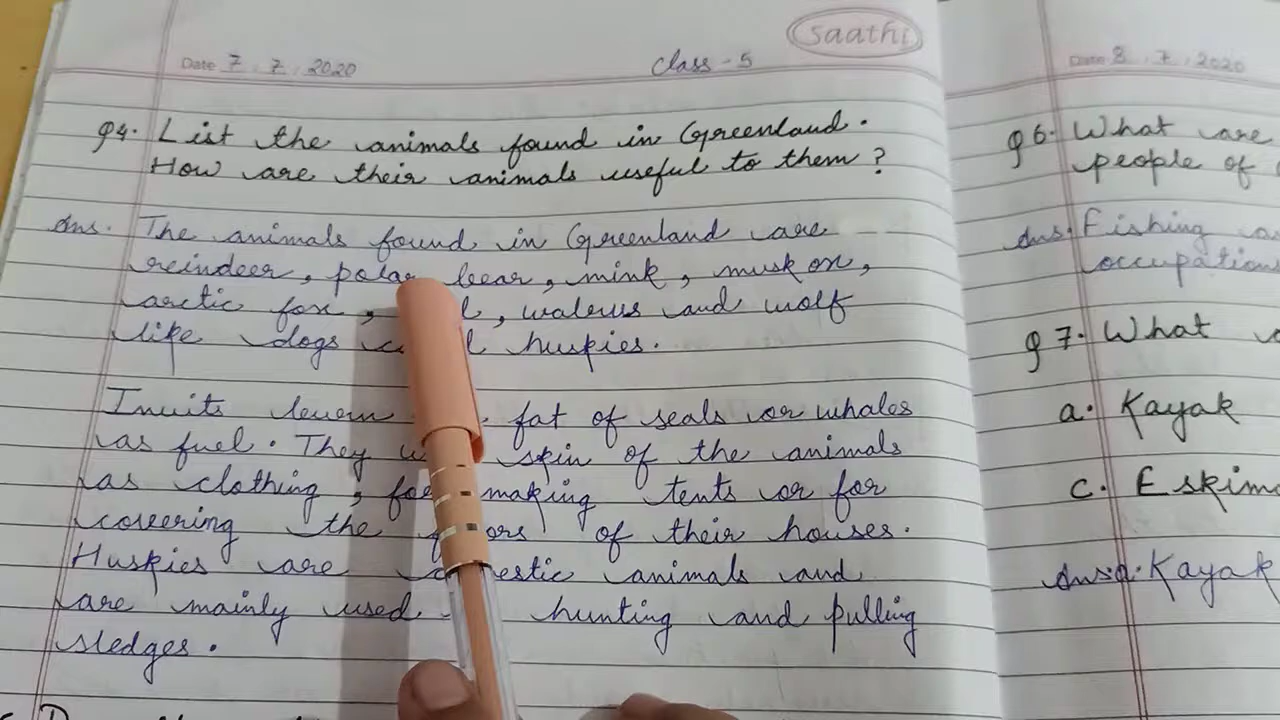 Saathi
Date 7 . 7 . 2020
Class - 5
Q4. List the animals found in Greenland.
How are their animals useful to them ?
Ans. The animals found in Greenland are
reindeer, polar bear, mink, musk ox,
arctic fox, walrus and wolf
like dogs huskies.
Inuits fat of seals or whales
as fuel. They skin of the animals
as clothing, making tents or for
covering the of their houses.
Huskies are animals and
are mainly used hunting and pulling
sledges.
Date 8 . 7 . 2020
Q6. What are
people of
Ans. Fishing
occupation
Q7. What
a. Kayak
c. Eskim
Ans a. Kayak